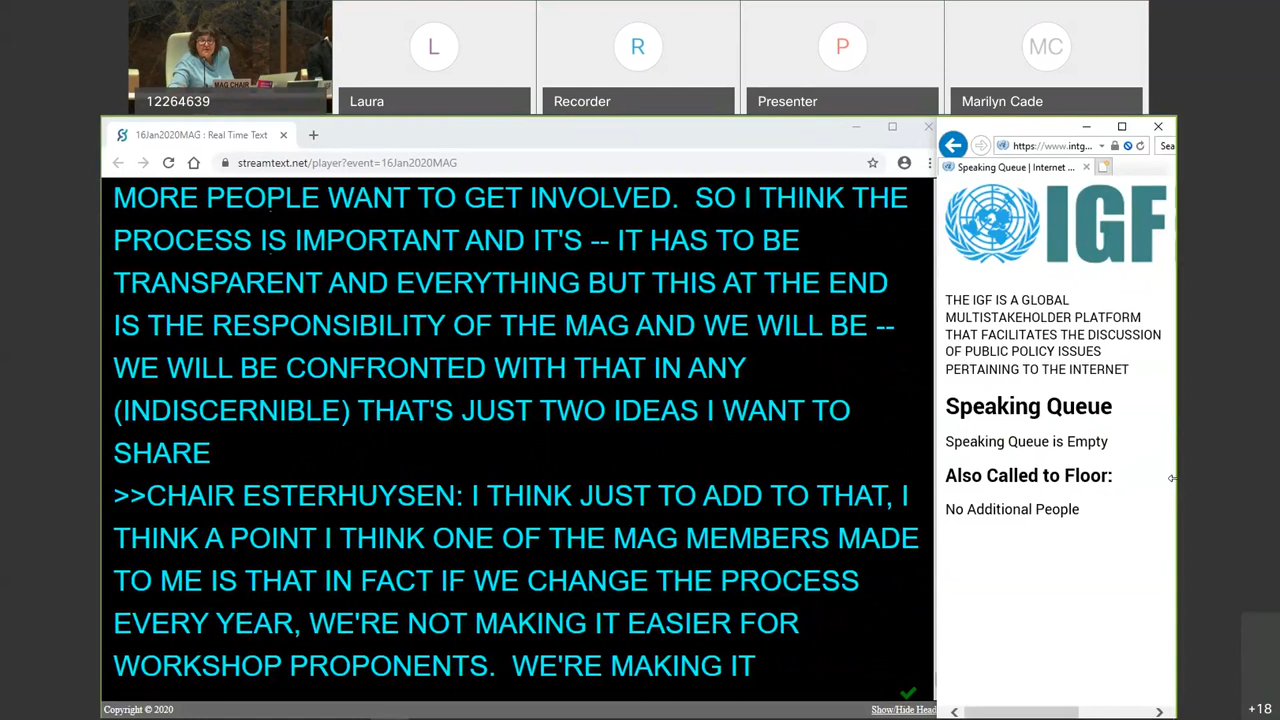 L
R
P
MC
MAG CHAIR
12264639
Laura
Recorder
Presenter
Marilyn Cade
16Jan2020MAG : Real Time Text
streamtext.net/player?event=16Jan2020MAG
MORE PEOPLE WANT TO GET INVOLVED.  SO I THINK THE
PROCESS IS IMPORTANT AND IT'S -- IT HAS TO BE
TRANSPARENT AND EVERYTHING BUT THIS AT THE END
IS THE RESPONSIBILITY OF THE MAG AND WE WILL BE --
WE WILL BE CONFRONTED WITH THAT IN ANY
(INDISCERNIBLE) THAT'S JUST TWO IDEAS I WANT TO
SHARE
>>CHAIR ESTERHUYSEN: I THINK JUST TO ADD TO THAT, I
THINK A POINT I THINK ONE OF THE MAG MEMBERS MADE
TO ME IS THAT IN FACT IF WE CHANGE THE PROCESS
EVERY YEAR, WE'RE NOT MAKING IT EASIER FOR
WORKSHOP PROPONENTS.  WE'RE MAKING IT
Copyright © 2020
Show/Hide Head
https://www.intg...
Sea
Speaking Queue | Internet ...
IGF
THE IGF IS A GLOBAL
MULTISTAKEHOLDER PLATFORM
THAT FACILITATES THE DISCUSSION
OF PUBLIC POLICY ISSUES
PERTAINING TO THE INTERNET
Speaking Queue
Speaking Queue is Empty
Also Called to Floor:
No Additional People
+18